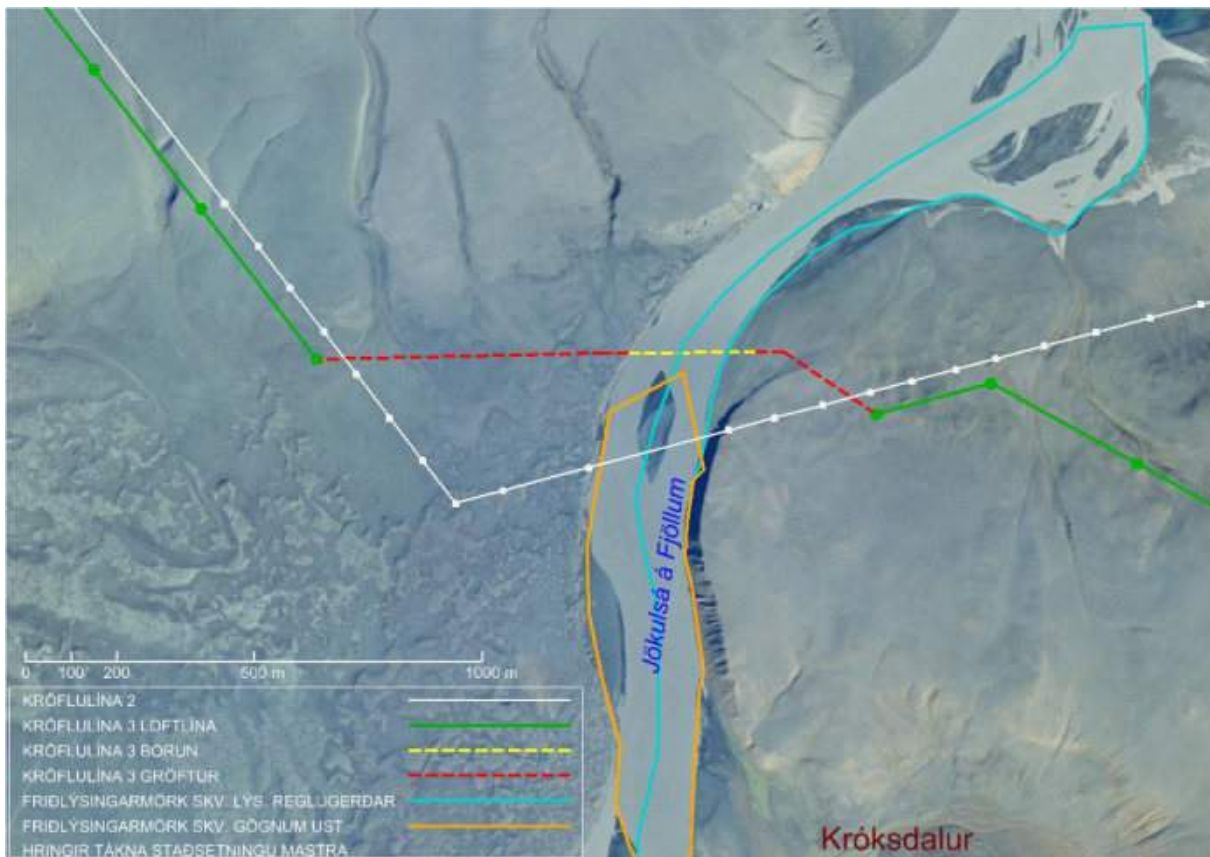 Jökulsá á Fjöllum
0 100 200 500 m 1000 m
KRÖFLULÍNA 2
KRÖFLULÍNA 3 LOFTLÍNA
KRÖFLULÍNA 3 BORUN
KRÖFLULÍNA 3 GRÖFTUR
FRIÐLÝSINGARMÖRK SKV. LÝS. REGLUGERÐAR
FRIÐLÝSINGARMÖRK SKV. GÖGNUM UST
HRINGIR TÁKNA STAÐSETNINGU MASTRA
Króksdalur